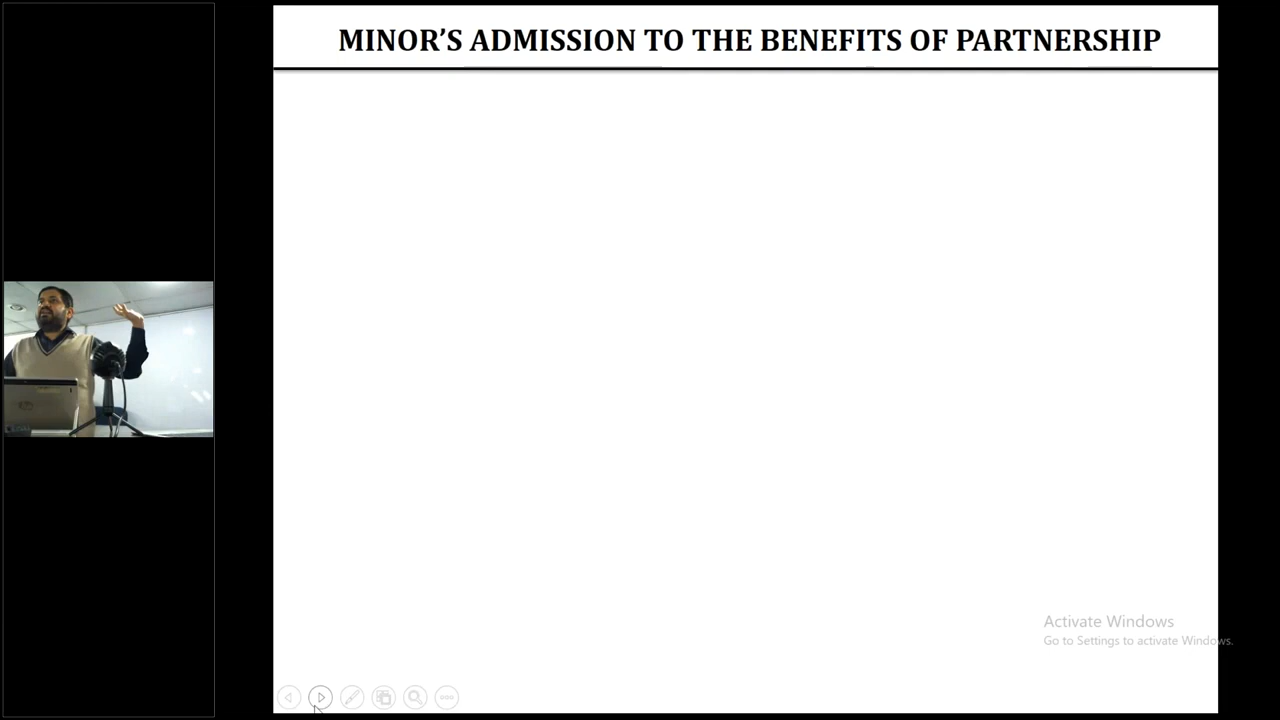 MINOR’S ADMISSION TO THE BENEFITS OF PARTNERSHIP
Activate Windows
Go to Settings to activate Windows.